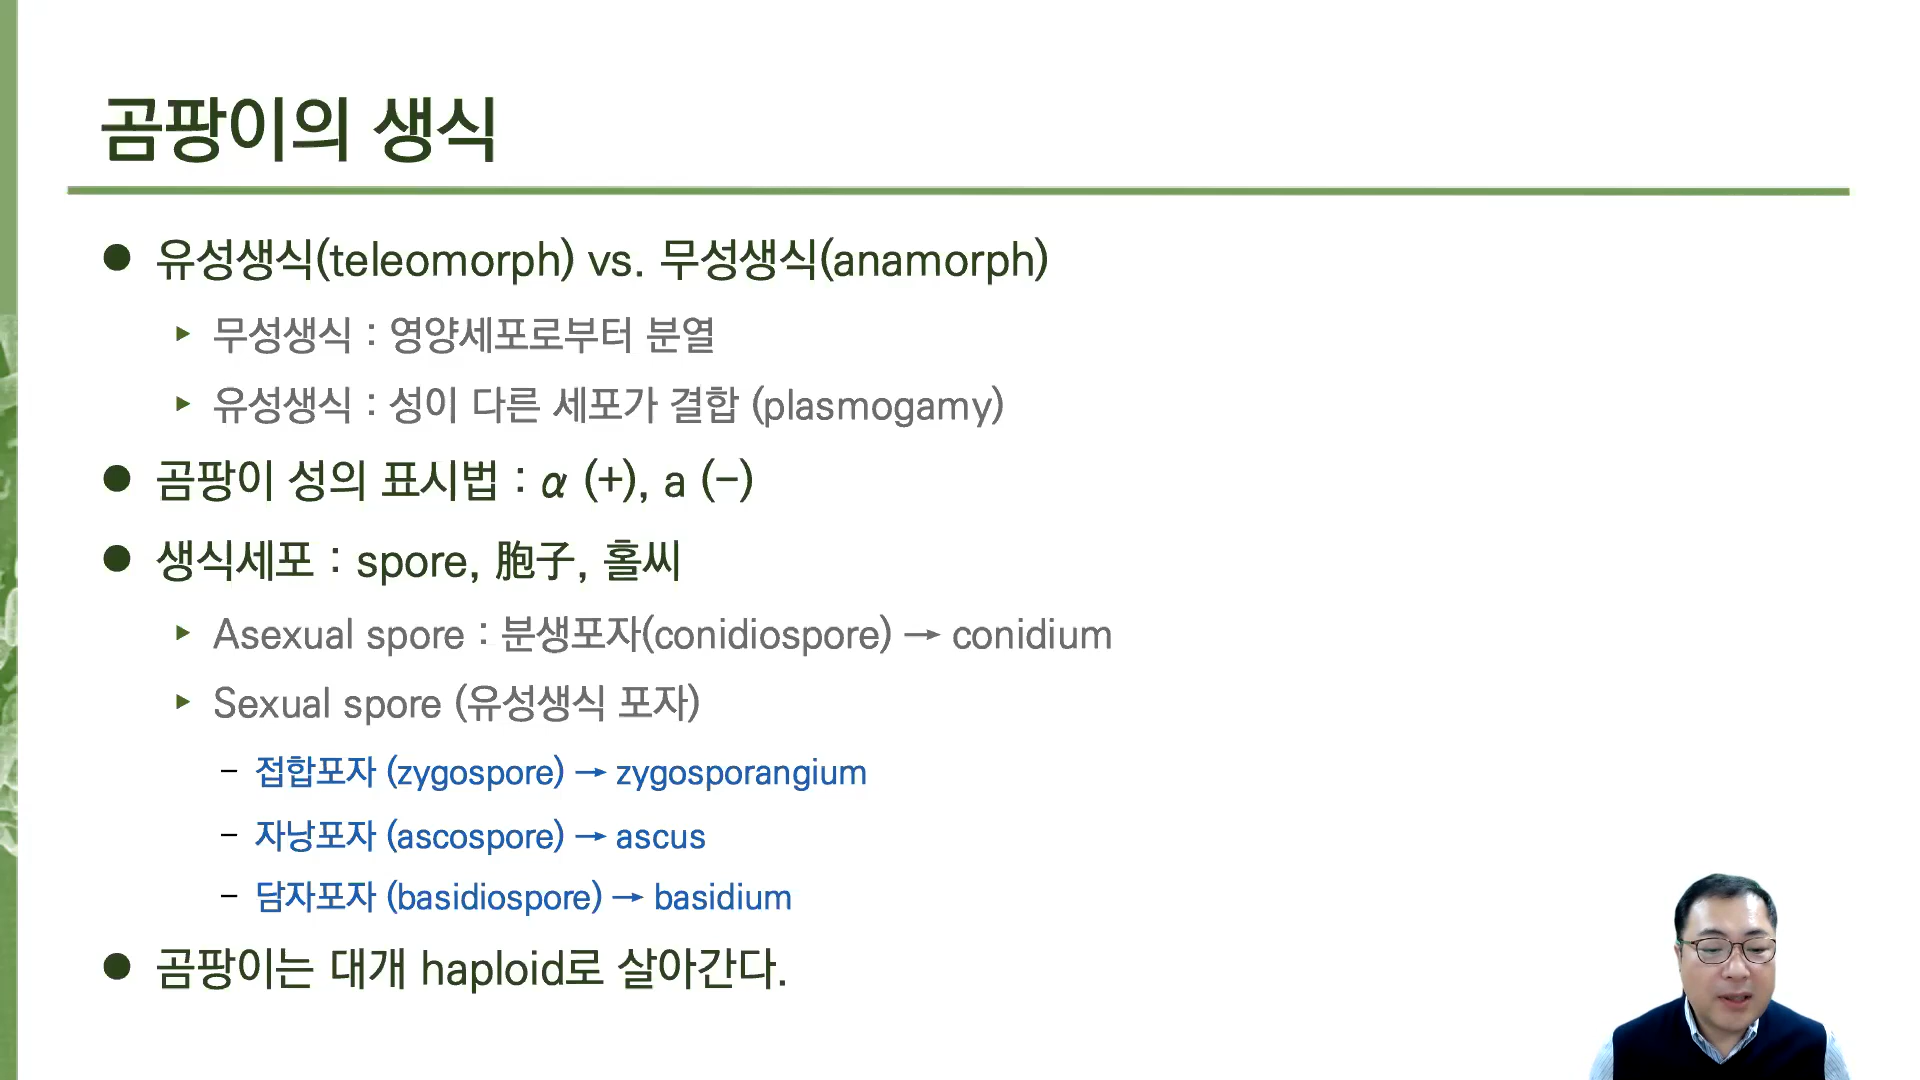 곰팡이의 생식
● 유성생식(teleomorph) vs. 무성생식(anamorph)
▸ 무성생식 : 영양세포로부터 분열
▸ 유성생식 : 성이 다른 세포가 결합 (plasmogamy)
● 곰팡이 성의 표시법 : α (+), a (−)
● 생식세포 : spore, 胞子, 홀씨
▸ Asexual spore : 분생포자(conidiospore) → conidium
▸ Sexual spore (유성생식 포자)
− 접합포자 (zygospore) → zygosporangium
− 자낭포자 (ascospore) → ascus
− 담자포자 (basidiospore) → basidium
● 곰팡이는 대개 haploid로 살아간다.